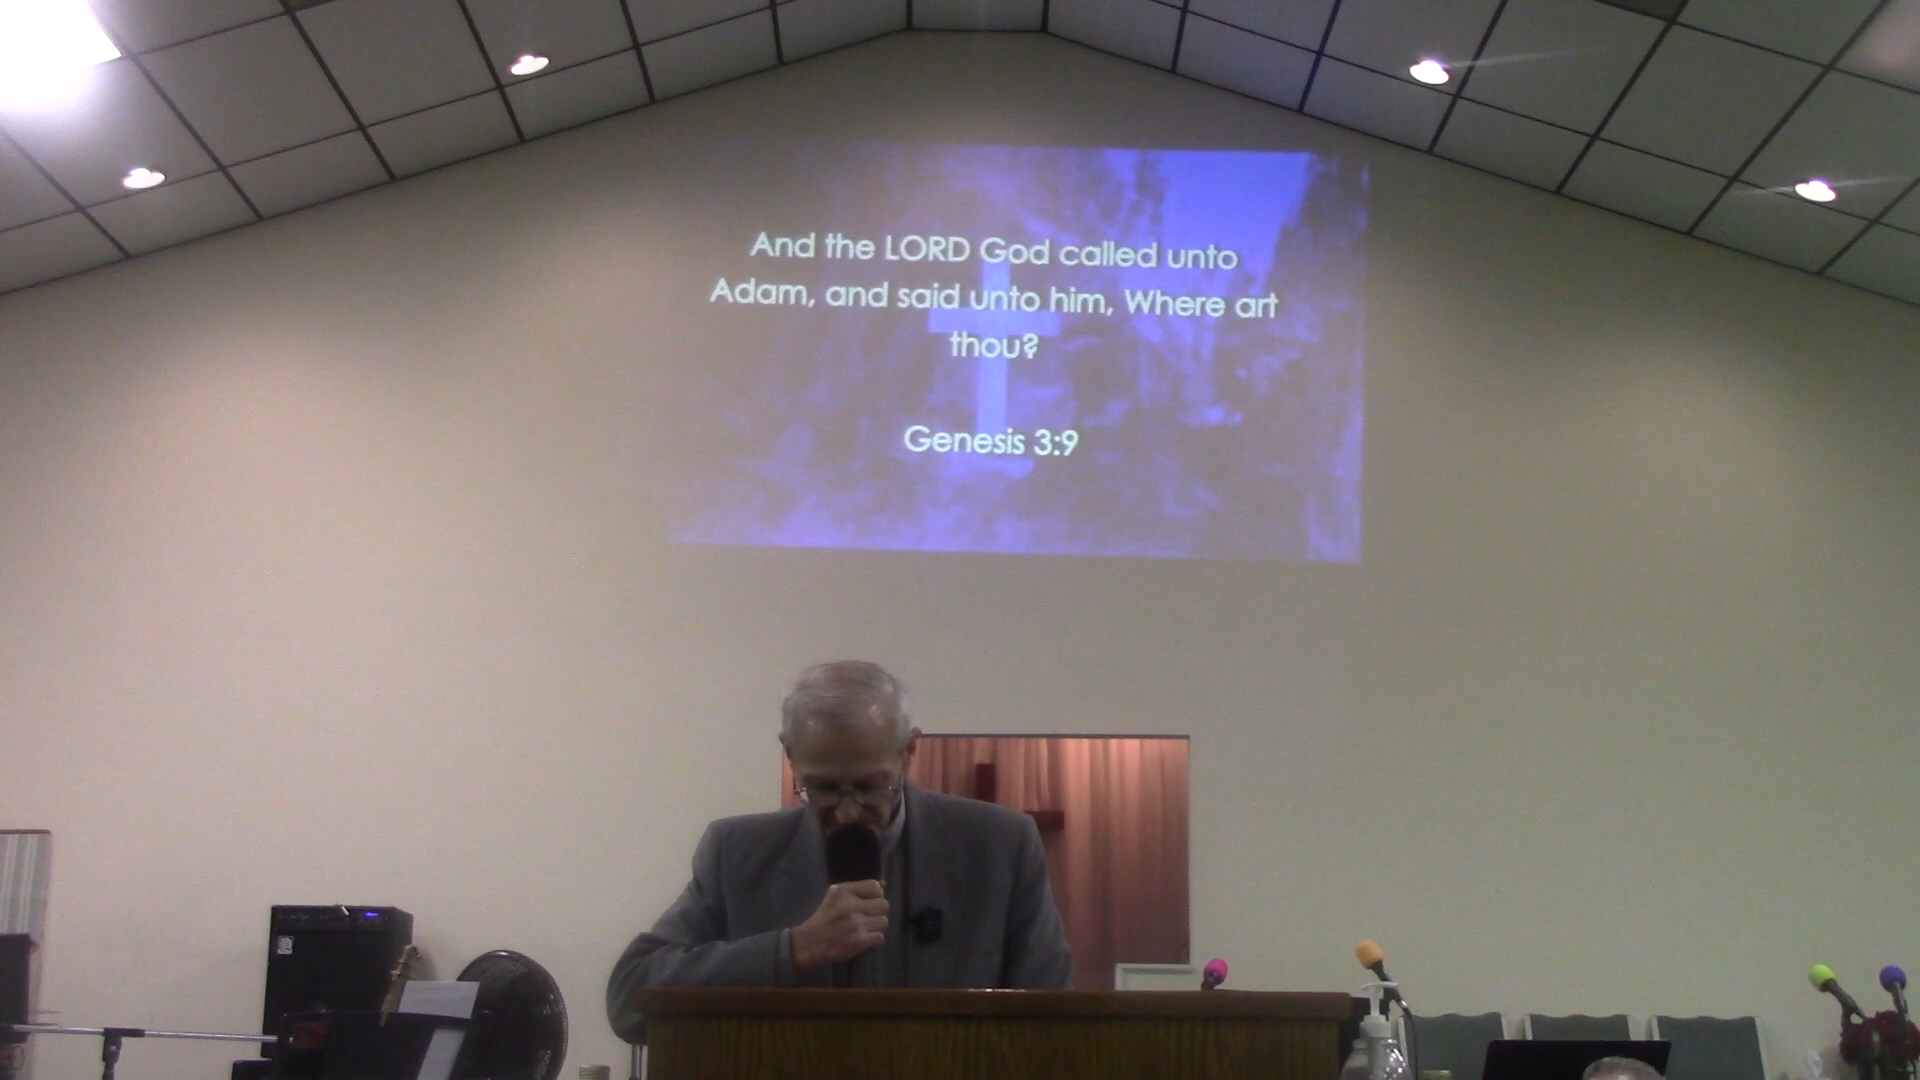 And the LORD God called unto
Adam, and said unto him, Where art
thou?
Genesis 3:9